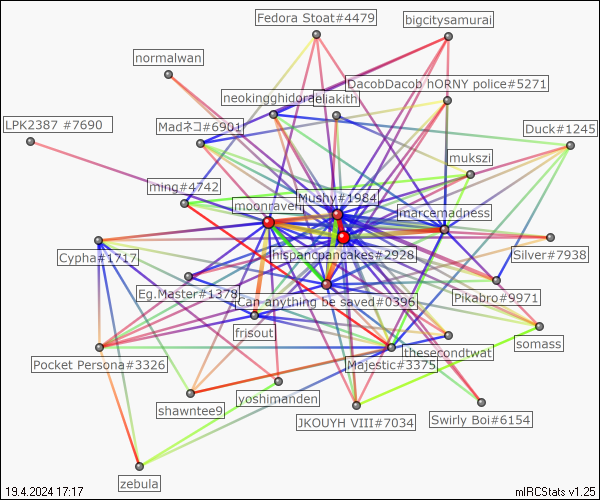 Fedora Stoat#4479
bigcitysamurai
normalwan
DacobDacob hORNY police#5271
neokingghidora
eliakith
LPK2387 #7690
Madネコ#6901
Duck#1245
mukszi
ming#4742
Mushy#1984
moonraven
marcemadness
Cypha#1717
hispancpancakes#2928
Silver#7938
Eg.Master#1378
Can anything be saved#0396
Pikabro#9971
frisout
somass
thesecondtwat
Pocket Persona#3326
Majestic#3375
yoshimanden
shawntee9
JKOUYH VIII#7034
Swirly Boi#6154
zebula
19.4.2024 17:17
mIRCStats v1.25